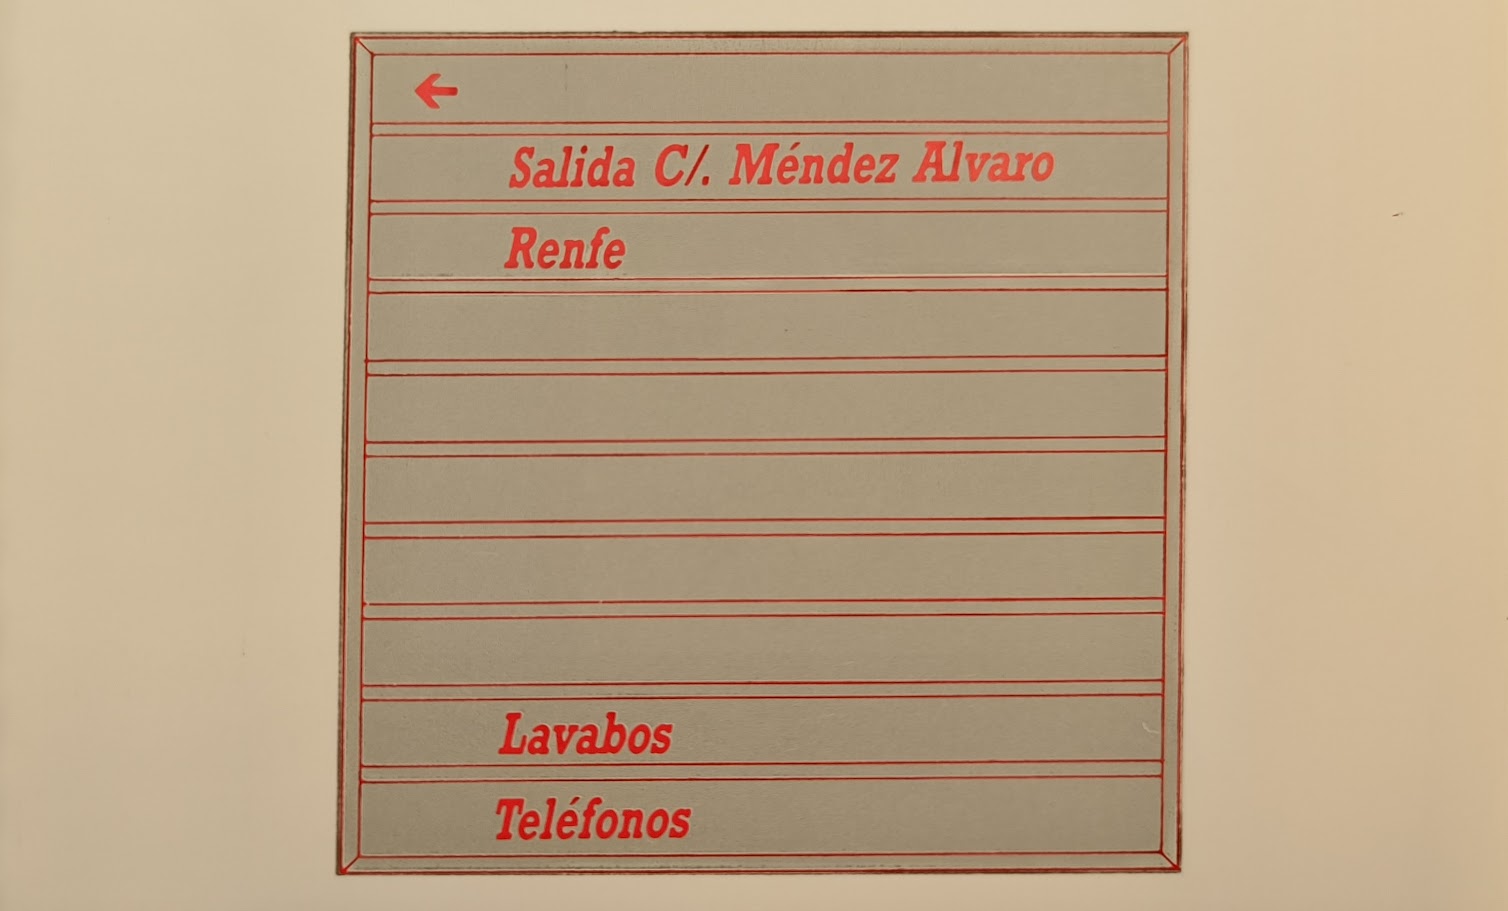 ←
Salida C/. Méndez Alvaro
Renfe
Lavabos
Teléfonos